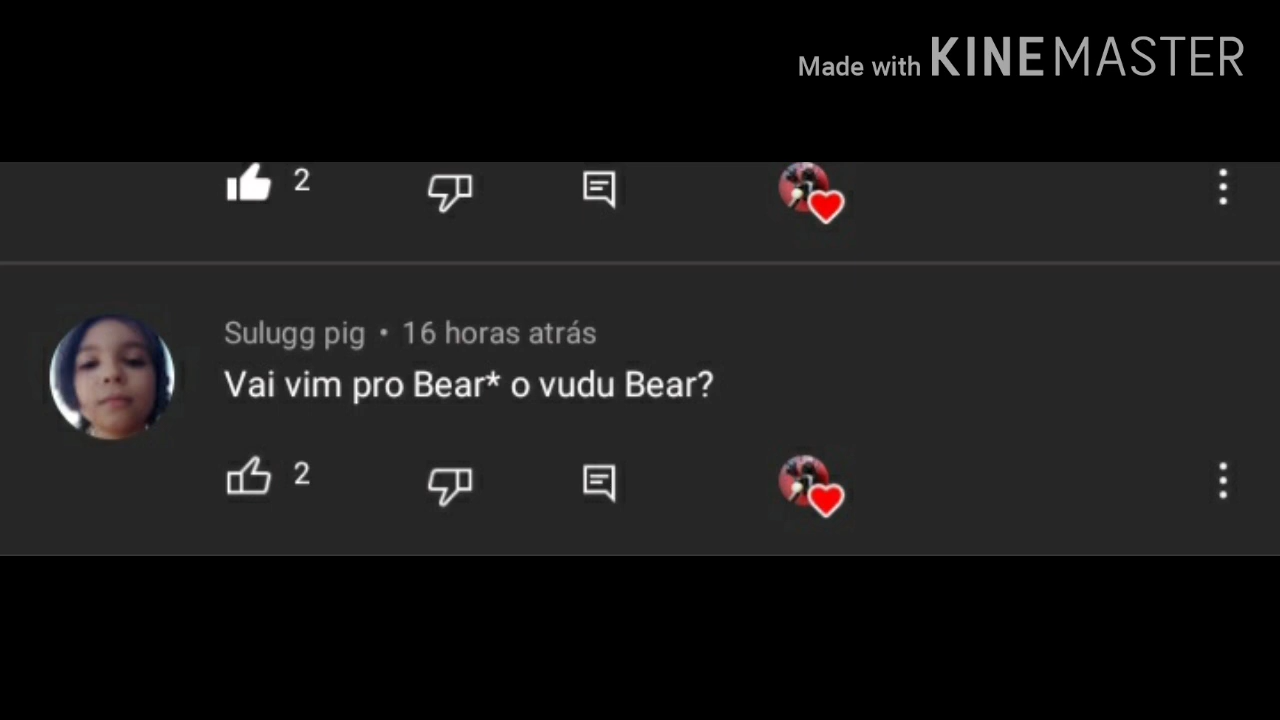 Made with KINEMASTER
2
Sulugg pig • 16 horas atrás
Vai vim pro Bear* o vudu Bear?
2